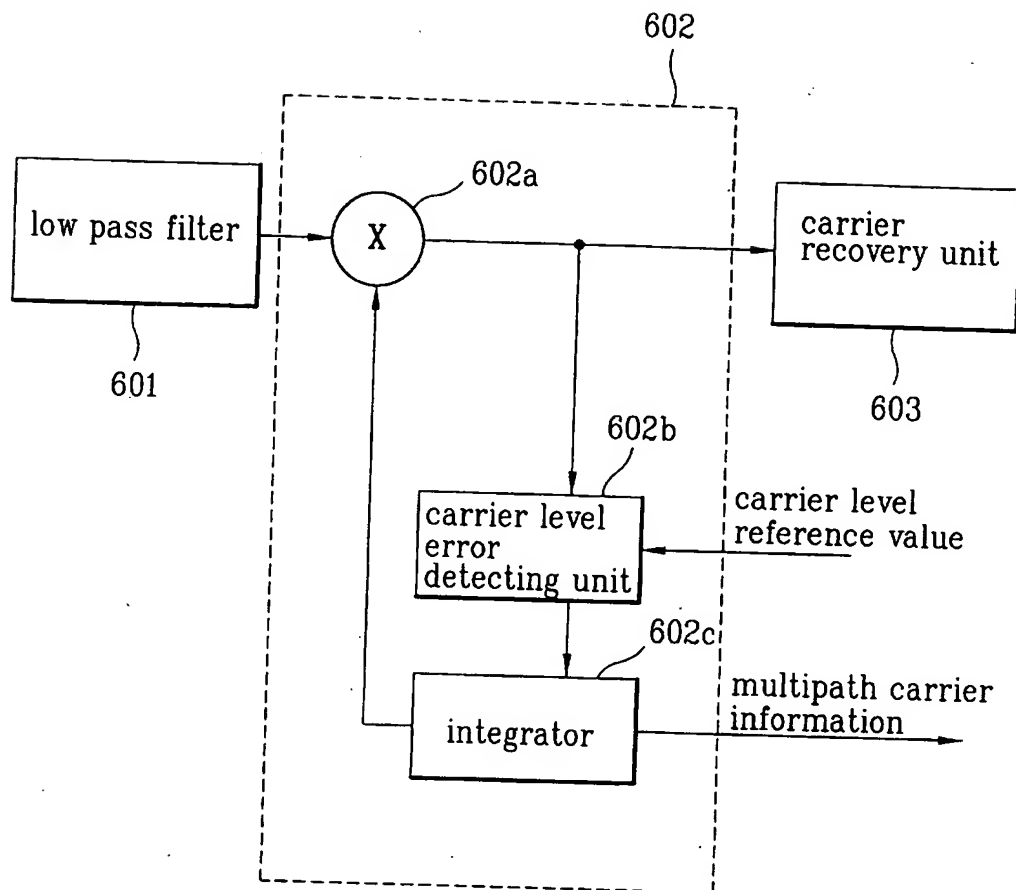 602
602a
low pass filter
X
carrier
recovery unit
601
603
602b
carrier level
error
detecting unit
carrier level
reference value
602c
integrator
multipath carrier
information